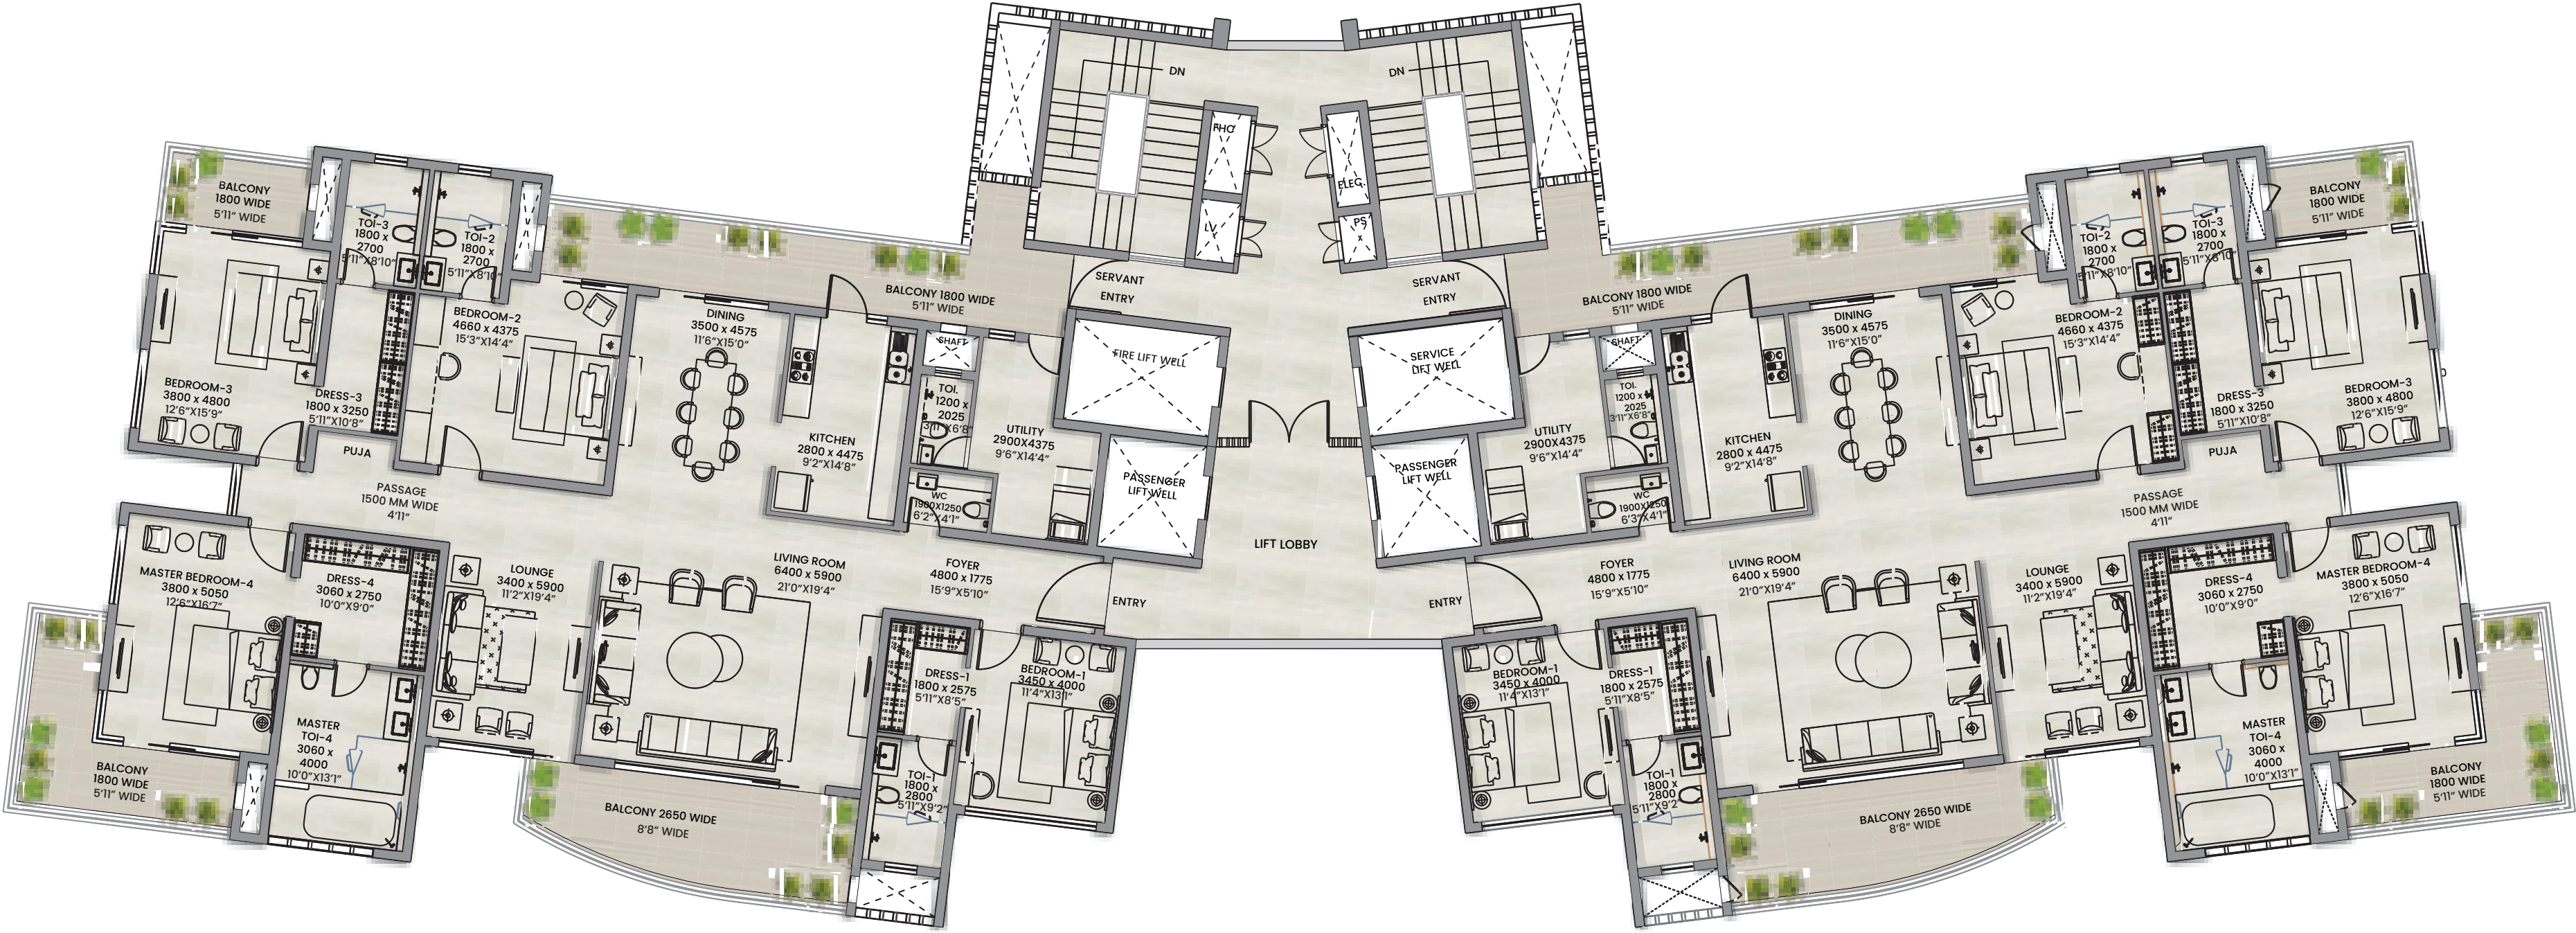 DN
DN
FHC
ELEC.
LV
PS
x
SERVANT
ENTRY
SERVANT
ENTRY
BALCONY
1800 WIDE
5'11" WIDE
TOI-3
1800 x
2700
5'11"X8'10"
TOI-2
1800 x
2700
5'11"X8'10"
BALCONY 1800 WIDE
5'11" WIDE
BEDROOM-3
3800 x 4800
12'6"X15'9"
DRESS-3
1800 x 3250
5'11"X10'8"
BEDROOM-2
4660 x 4375
15'3"X14'4"
DINING
3500 x 4575
11'6"X15'0"
KITCHEN
2800 x 4475
9'2"X14'8"
SHAFT
TOI.
1200 x
2025
3'11"X6'8"
UTILITY
2900X4375
9'6"X14'4"
WC
1900X1250
6'2"X4'1"
FIRE LIFT WELL
PASSENGER
LIFT WELL
PUJA
PASSAGE
1500 MM WIDE
4'11"
MASTER BEDROOM-4
3800 x 5050
12'6"X16'7"
DRESS-4
3060 x 2750
10'0"X9'0"
LOUNGE
3400 x 5900
11'2"X19'4"
LIVING ROOM
6400 x 5900
21'0"X19'4"
FOYER
4800 x 1775
15'9"X5'10"
ENTRY
DRESS-1
1800 x 2575
5'11"X8'5"
BEDROOM-1
3450 x 4000
11'4"X13'1"
TOI-1
1800 x
2800
5'11"X9'2"
MASTER
TOI-4
3060 x
4000
10'0"X13'1"
BALCONY
1800 WIDE
5'11" WIDE
BALCONY 2650 WIDE
8'8" WIDE
LIFT LOBBY
SERVICE
LIFT WELL
PASSENGER
LIFT WELL
BALCONY 1800 WIDE
5'11" WIDE
SHAFT
TOI.
1200 x
2025
3'11"X6'8"
UTILITY
2900X4375
9'6"X14'4"
WC
1900X1250
6'3"X4'1"
KITCHEN
2800 x 4475
9'2"X14'8"
DINING
3500 x 4575
11'6"X15'0"
BEDROOM-2
4660 x 4375
15'3"X14'4"
TOI-2
1800 x
2700
5'11"X8'10"
TOI-3
1800 x
2700
5'11"X8'10"
BALCONY
1800 WIDE
5'11" WIDE
DRESS-3
1800 x 3250
5'11"X10'8"
BEDROOM-3
3800 x 4800
12'6"X15'9"
PUJA
PASSAGE
1500 MM WIDE
4'11"
ENTRY
FOYER
4800 x 1775
15'9"X5'10"
LIVING ROOM
6400 x 5900
21'0"X19'4"
LOUNGE
3400 x 5900
11'2"X19'4"
DRESS-4
3060 x 2750
10'0"X9'0"
MASTER BEDROOM-4
3800 x 5050
12'6"X16'7"
BEDROOM-1
3450 x 4000
11'4"X13'1"
DRESS-1
1800 x 2575
5'11"X8'5"
TOI-1
1800 x
2800
5'11"X9'2"
BALCONY 2650 WIDE
8'8" WIDE
MASTER
TOI-4
3060 x
4000
10'0"X13'1"
BALCONY
1800 WIDE
5'11" WIDE